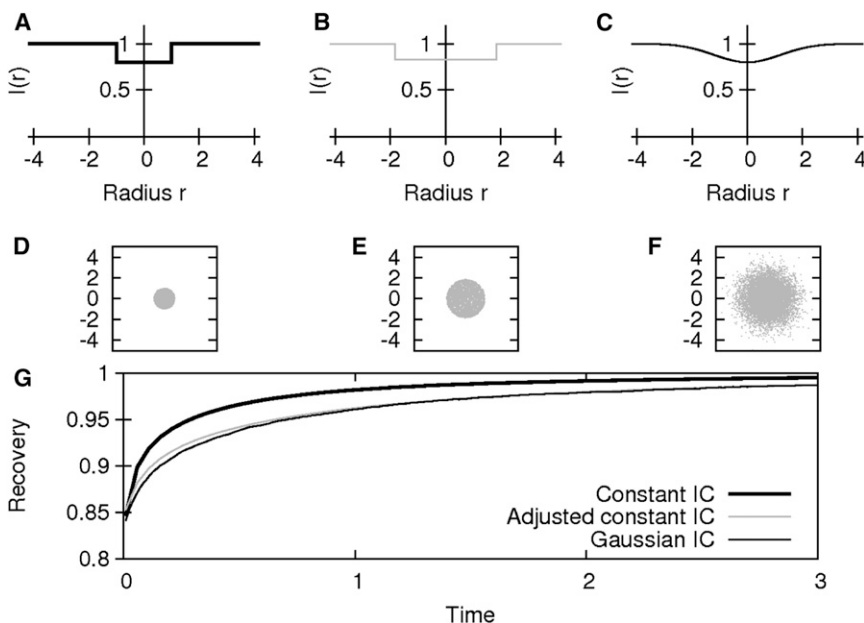 A
I(r)
1
0.5
-4 -2 0 2 4
Radius r
B
I(r)
1
0.5
-4 -2 0 2 4
Radius r
C
I(r)
1
0.5
-4 -2 0 2 4
Radius r
D
4
2
0
-2
-4
E
4
2
0
-2
-4
F
4
2
0
-2
-4
G
Recovery
1
0.95
0.9
0.85
0.8
Constant IC
Adjusted constant IC
Gaussian IC
0 1 2 3
Time